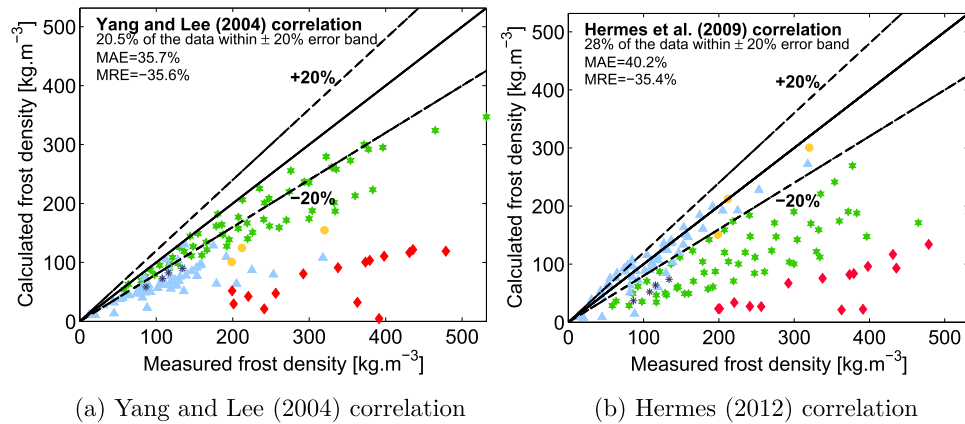 Yang and Lee (2004) correlation
20.5% of the data within ± 20% error band
MAE=35.7%
MRE=−35.6%
+20%
−20%
Calculated frost density [kg.m−3]
500
400
300
200
100
0
0 100 200 300 400 500
Measured frost density [kg.m−3]
(a) Yang and Lee (2004) correlation
Hermes et al. (2009) correlation
28% of the data within ± 20% error band
MAE=40.2%
MRE=−35.4%
+20%
−20%
Calculated frost density [kg.m−3]
500
400
300
200
100
0
0 100 200 300 400 500
Measured frost density [kg.m−3]
(b) Hermes (2012) correlation